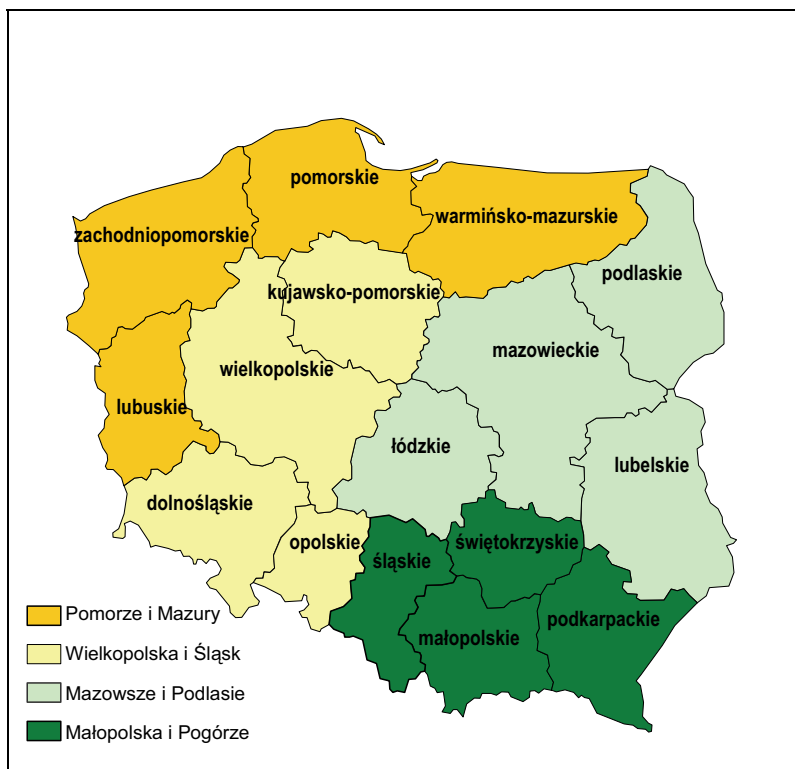 pomorskie
warmińsko-mazurskie
zachodniopomorskie
podlaskie
kujawsko-pomorskie
mazowieckie
wielkopolskie
lubuskie
łódzkie
lubelskie
dolnośląskie
opolskie
świętokrzyskie
śląskie
podkarpackie
małopolskie
Pomorze i Mazury
Wielkopolska i Śląsk
Mazowsze i Podlasie
Małopolska i Pogórze